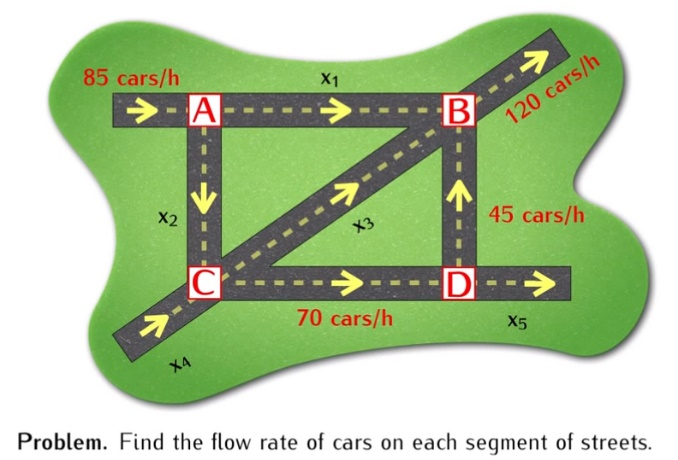 85 cars/h
x1
120 cars/h
A
B
x2
x3
45 cars/h
C
D
70 cars/h
x5
x4
Problem. Find the flow rate of cars on each segment of streets.